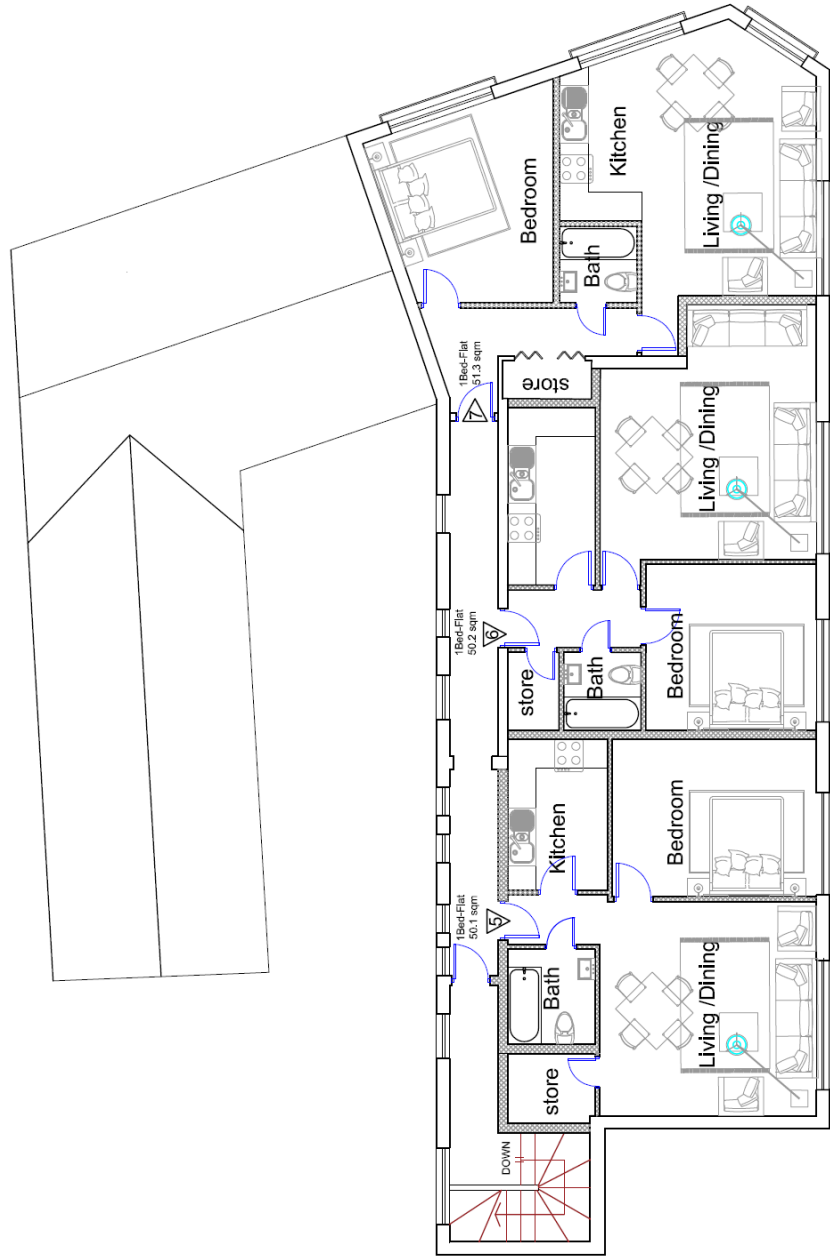 1Bed-Flat
50.1 sqm
1Bed-Flat
50.2 sqm
1Bed-Flat
51.3 sqm
DOWN
5
6
7
store
Bedroom
store
Bath
Kitchen
store
Bath
Bath
Kitchen
Bedroom
Bedroom
Living /Dining
Living /Dining
Living /Dining